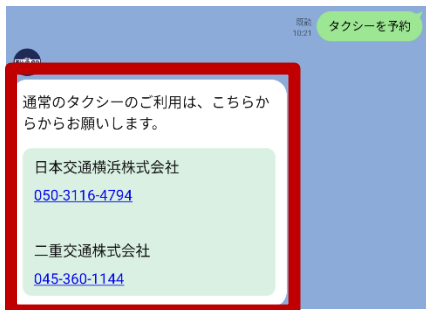 タクシーを予約
既読
10:21
通常のタクシーのご利用は、こちらか
らからお願いします。
日本交通横浜株式会社
050-3116-4794
二重交通株式会社
045-360-1144